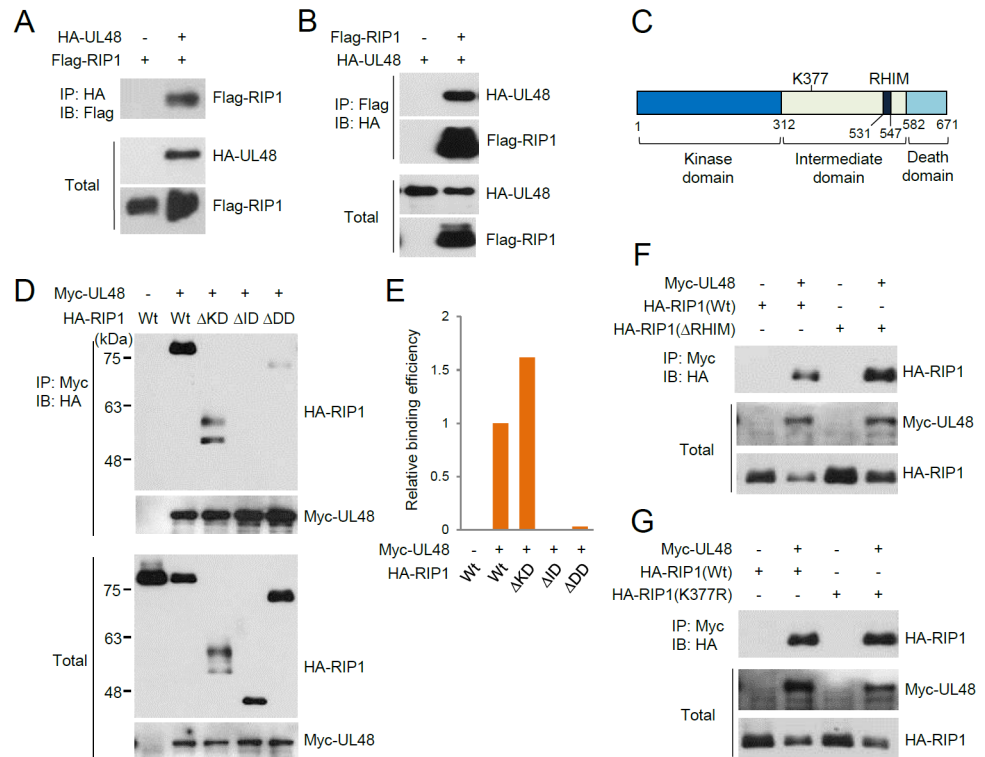 A
HA-UL48 - +
Flag-RIP1 + +
IP: HA
IB: Flag
Flag-RIP1
Total
HA-UL48
Flag-RIP1
B
Flag-RIP1 - +
HA-UL48 + +
IP: Flag
IB: HA
HA-UL48
Flag-RIP1
Total
HA-UL48
Flag-RIP1
C
K377 RHIM
1 312 531 547 582 671
Kinase domain
Intermediate domain
Death domain
D
Myc-UL48 - + + + +
HA-RIP1 Wt Wt ΔKD ΔID ΔDD
(kDa)
IP: Myc
IB: HA
75
63
48
HA-RIP1
Myc-UL48
Total
75
63
48
HA-RIP1
Myc-UL48
E
Relative binding efficiency
2
1.5
1
0.5
0
Myc-UL48 - + + + +
HA-RIP1 Wt Wt ΔKD ΔID ΔDD
F
Myc-UL48 - + - +
HA-RIP1(Wt) + + - -
HA-RIP1(ΔRHIM) - - + +
IP: Myc
IB: HA
HA-RIP1
Total
Myc-UL48
HA-RIP1
G
Myc-UL48 - + - +
HA-RIP1(Wt) + + - -
HA-RIP1(K377R) - - + +
IP: Myc
IB: HA
HA-RIP1
Total
Myc-UL48
HA-RIP1